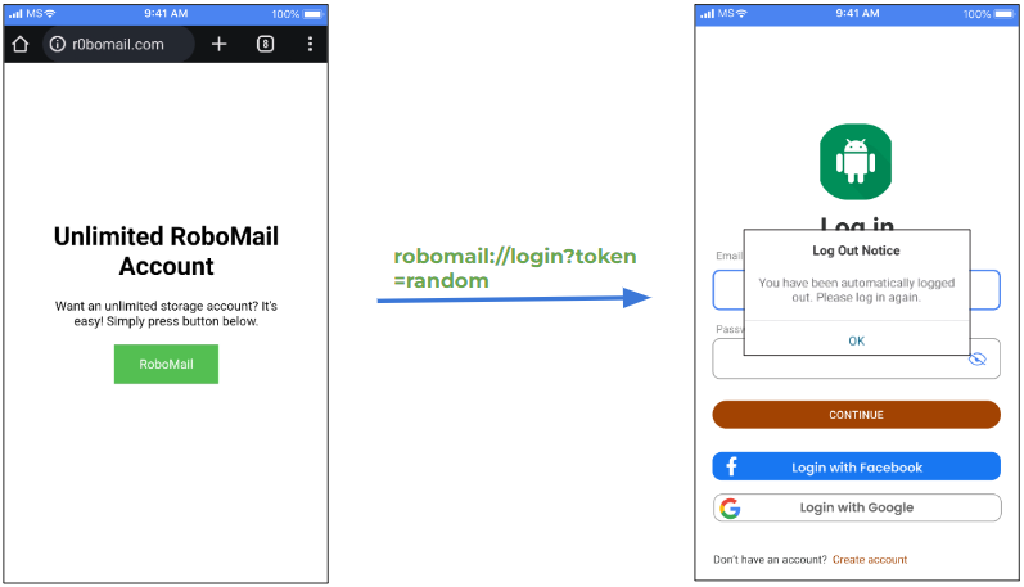 MS 9:41 AM 100%
r0bomail.com 8
Unlimited RoboMail
Account
Want an unlimited storage account? It's
easy! Simply press button below.
RoboMail
robomail://login?token
=random
MS 9:41 AM 100%
Log in
Email
Log Out Notice
You have been automatically logged
out. Please log in again.
OK
Passw
CONTINUE
Login with Facebook
Login with Google
Don't have an account? Create account